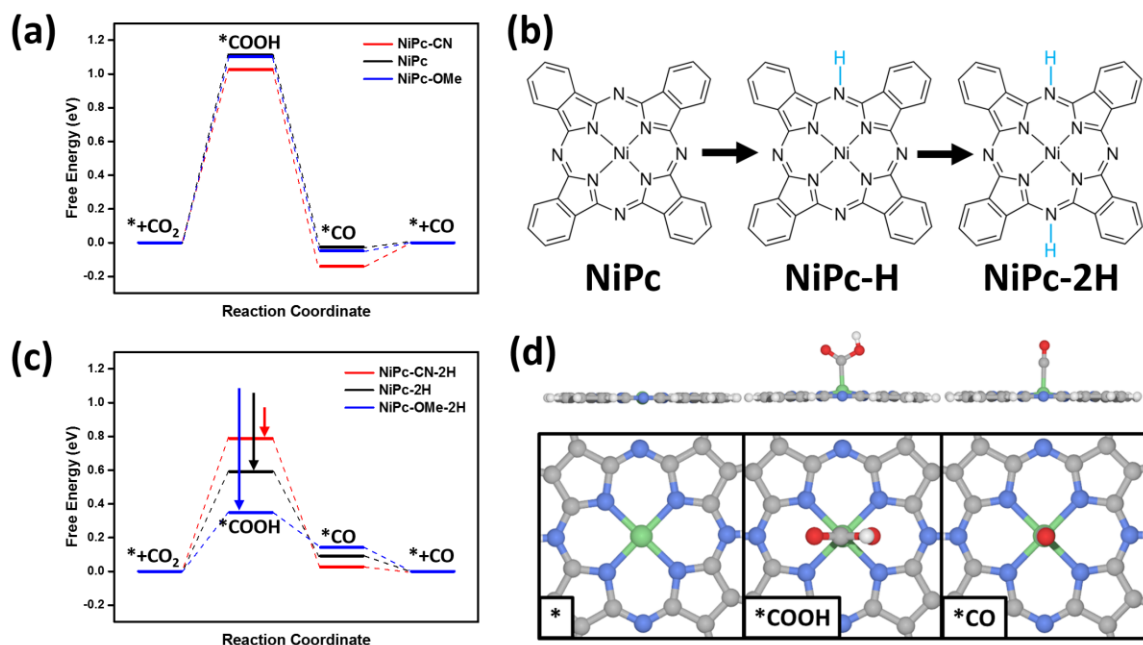 (a)
Free Energy (eV)
1.2
1.0
0.8
0.6
0.4
0.2
0.0
-0.2
*COOH
NiPc-CN
NiPc
NiPc-OMe
*+CO₂
*CO
*+CO
Reaction Coordinate
(b)
N
N
N
N
Ni
N
N
N
N
NiPc
H
N
N
N
N
Ni
N
N
N
N
NiPc-H
H
N
N
N
N
Ni
N
N
N
N
H
NiPc-2H
(c)
Free Energy (eV)
1.2
1.0
0.8
0.6
0.4
0.2
0.0
-0.2
NiPc-CN-2H
NiPc-2H
NiPc-OMe-2H
*COOH
*+CO₂
*CO
*+CO
Reaction Coordinate
(d)
*
*COOH
*CO